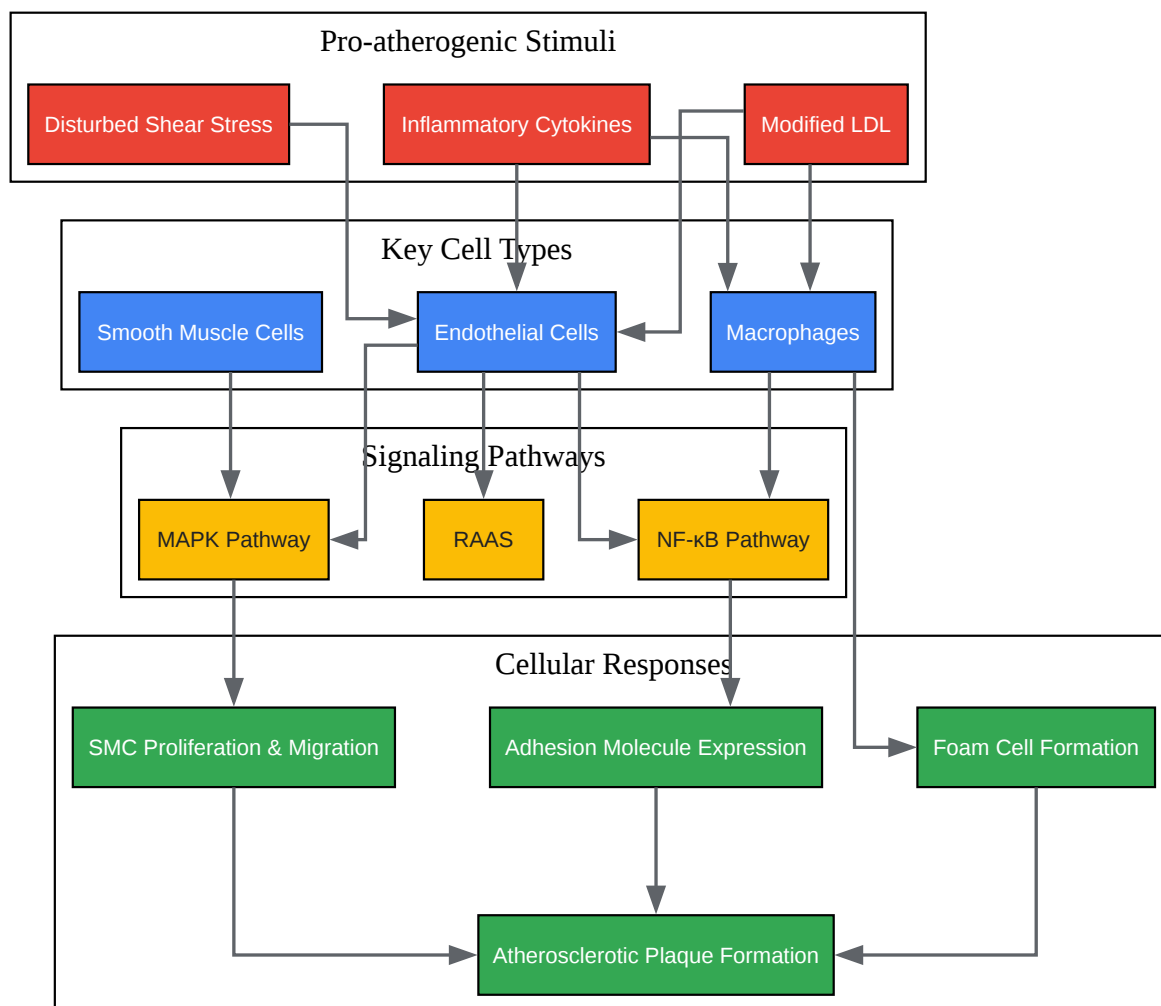 Pro-atherogenic Stimuli
Disturbed Shear Stress
Inflammatory Cytokines
Modified LDL
Key Cell Types
Smooth Muscle Cells
Endothelial Cells
Macrophages
Signaling Pathways
MAPK Pathway
RAAS
NF-κB Pathway
Cellular Responses
SMC Proliferation & Migration
Adhesion Molecule Expression
Foam Cell Formation
Atherosclerotic Plaque Formation